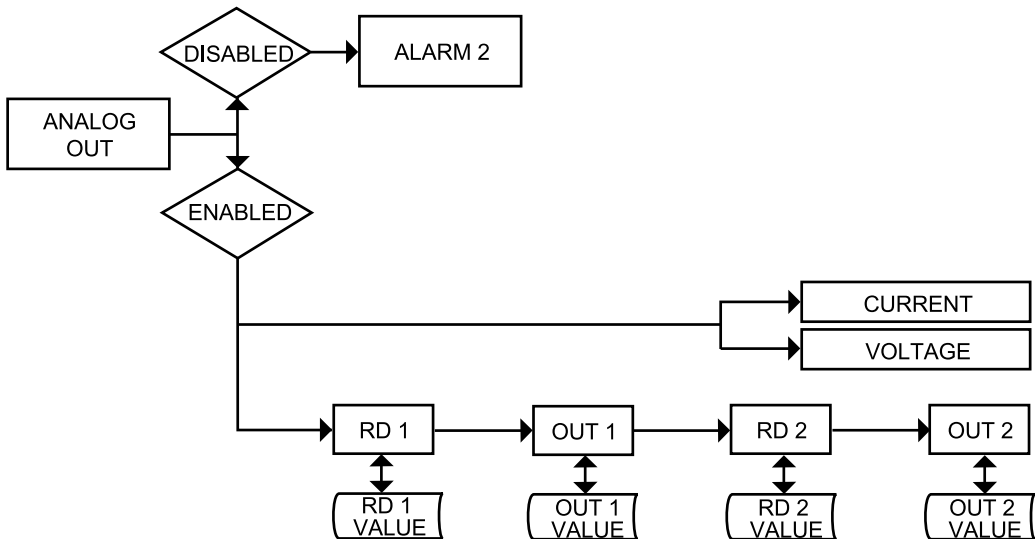 DISABLED
ALARM 2
ANALOG
OUT
ENABLED
CURRENT
VOLTAGE
RD 1
OUT 1
RD 2
OUT 2
RD 1
VALUE
OUT 1
VALUE
RD 2
VALUE
OUT 2
VALUE